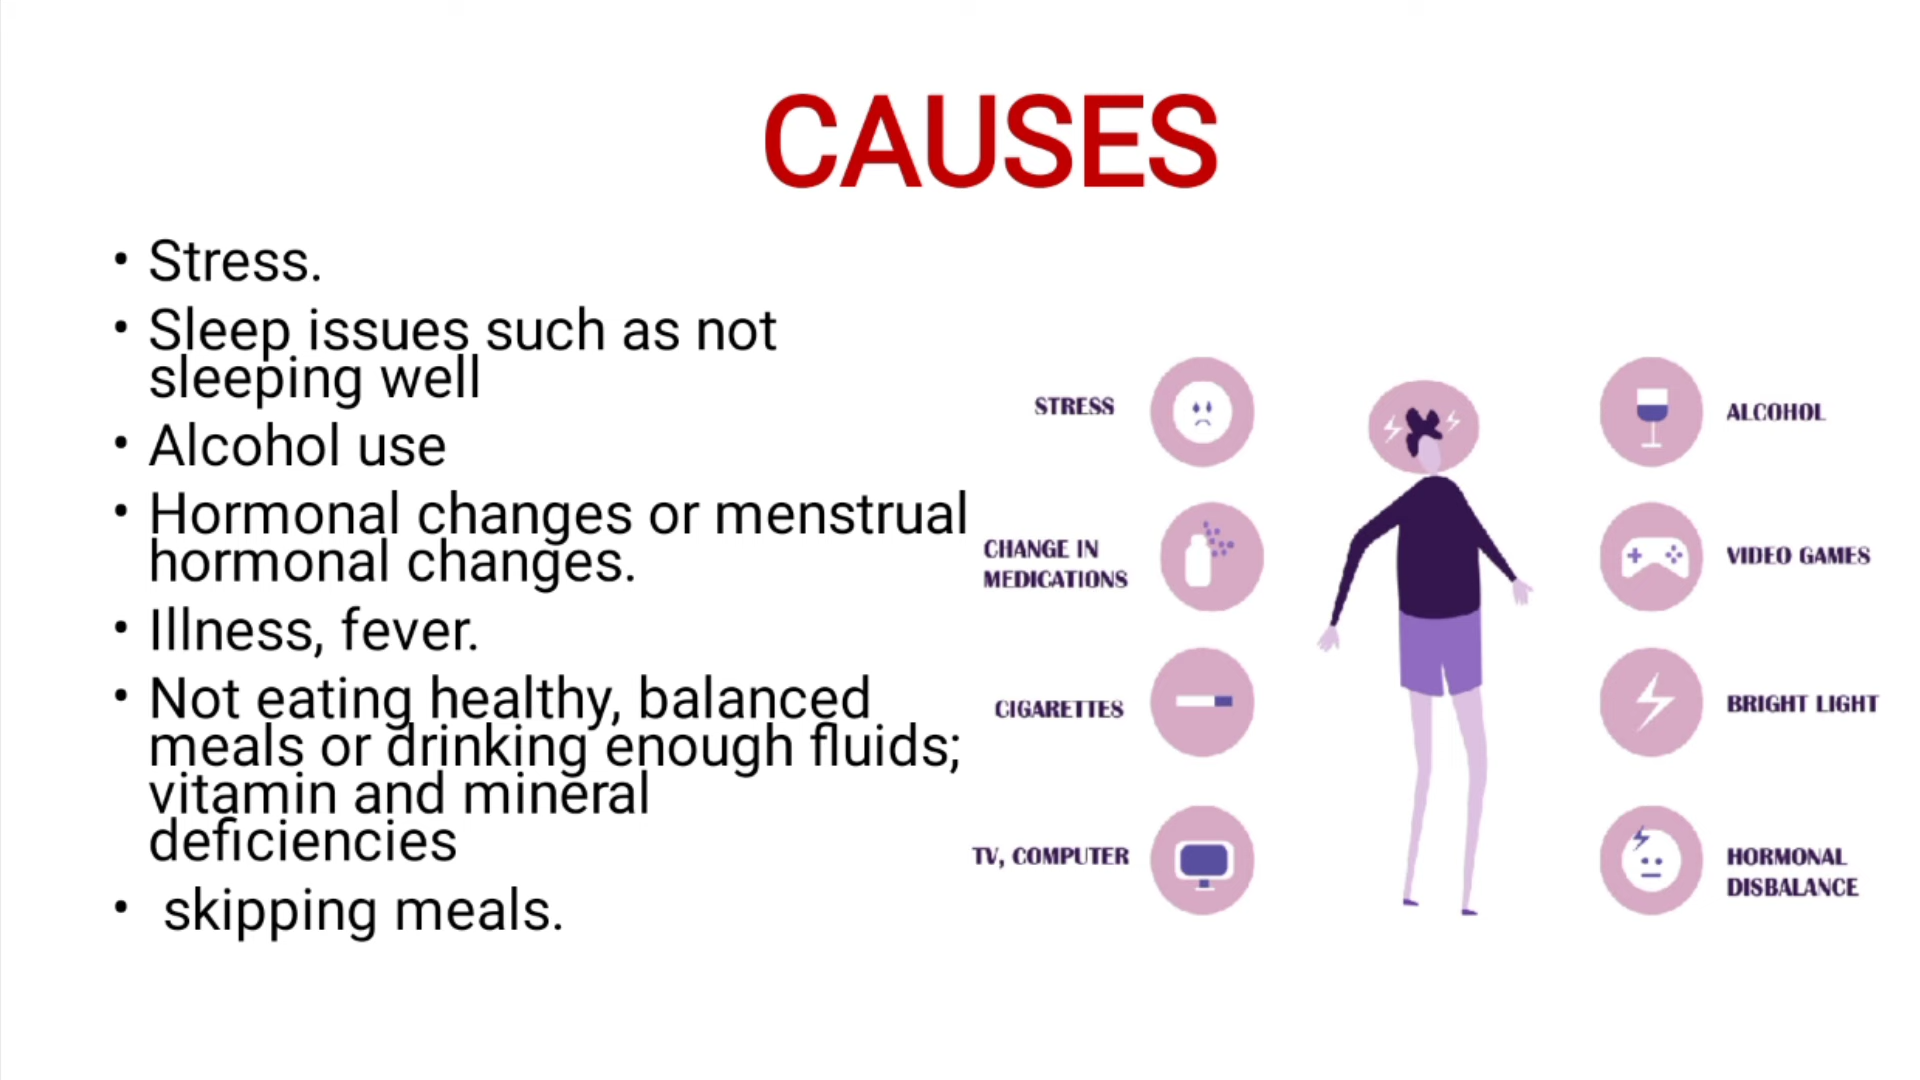 CAUSES
• Stress.
• Sleep issues such as not
sleeping well
• Alcohol use
• Hormonal changes or menstrual
hormonal changes.
• Illness, fever.
• Not eating healthy, balanced
meals or drinking enough fluids;
vitamin and mineral
deficiencies
• skipping meals.
STRESS
CHANGE IN
MEDICATIONS
CIGARETTES
TV, COMPUTER
ALCOHOL
VIDEO GAMES
BRIGHT LIGHT
HORMONAL
DISBALANCE